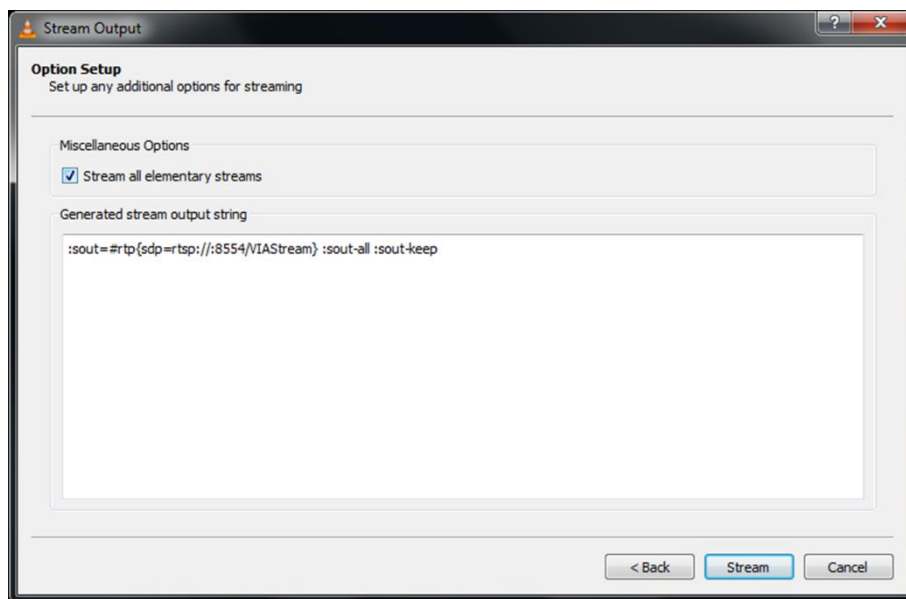 Stream Output
Option Setup
Set up any additional options for streaming
Miscellaneous Options
Stream all elementary streams
Generated stream output string
:sout=#rtp{sdp=rtsp://:8554/VIAStream} :sout-all :sout-keep
< Back
Stream
Cancel